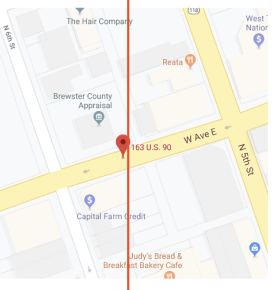 The Hair Company
(118)
West T
Nation
N 6th St
Reata
Brewster County
Appraisal
W Ave E
163 U.S. 90
N 5th St
Capital Farm Credit
Judy's Bread &
Breakfast Bakery Cafe